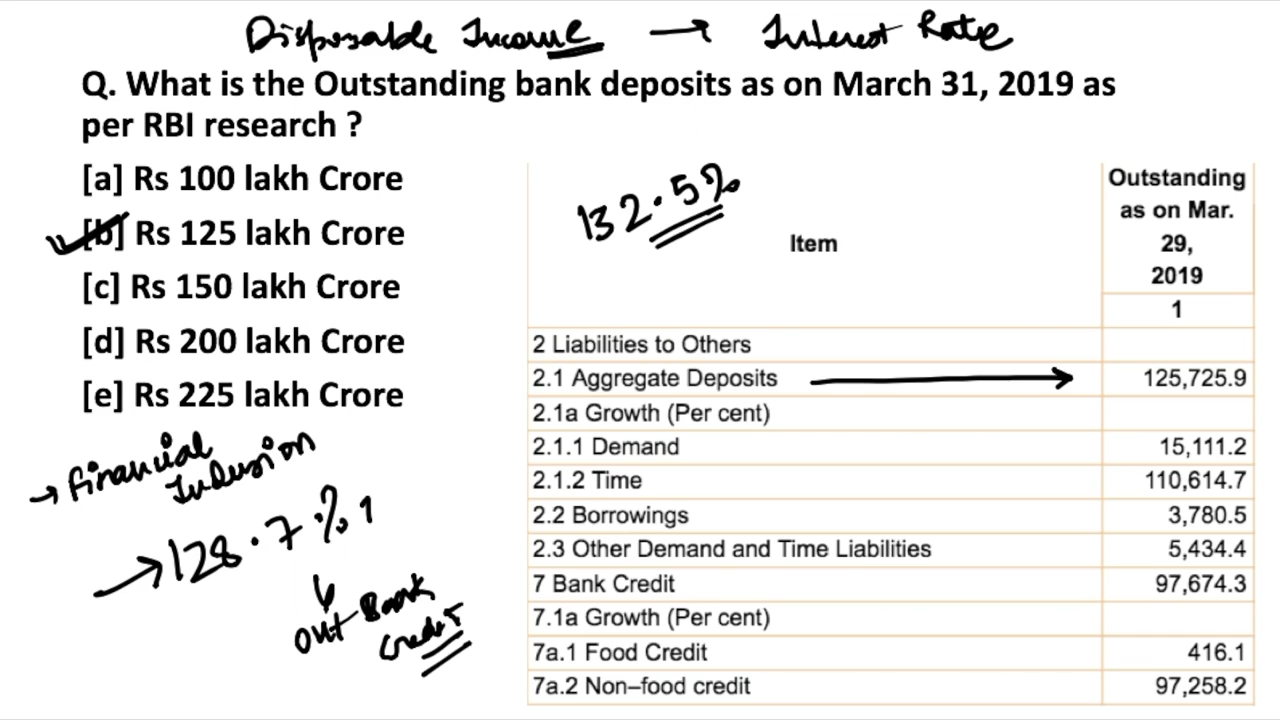 Disposable Income → Interest Rate
Q. What is the Outstanding bank deposits as on March 31, 2019 as
per RBI research ?
[a] Rs 100 lakh Crore
[b] Rs 125 lakh Crore
[c] Rs 150 lakh Crore
[d] Rs 200 lakh Crore
[e] Rs 225 lakh Crore
→ Financial
Inclusion
→ 128.7%
Out Bank
Credit
132.5%
Item
Outstanding
as on Mar.
29,
2019
1
2 Liabilities to Others
2.1 Aggregate Deposits 125,725.9
2.1a Growth (Per cent)
2.1.1 Demand 15,111.2
2.1.2 Time 110,614.7
2.2 Borrowings 3,780.5
2.3 Other Demand and Time Liabilities 5,434.4
7 Bank Credit 97,674.3
7.1a Growth (Per cent)
7a.1 Food Credit 416.1
7a.2 Non–food credit 97,258.2